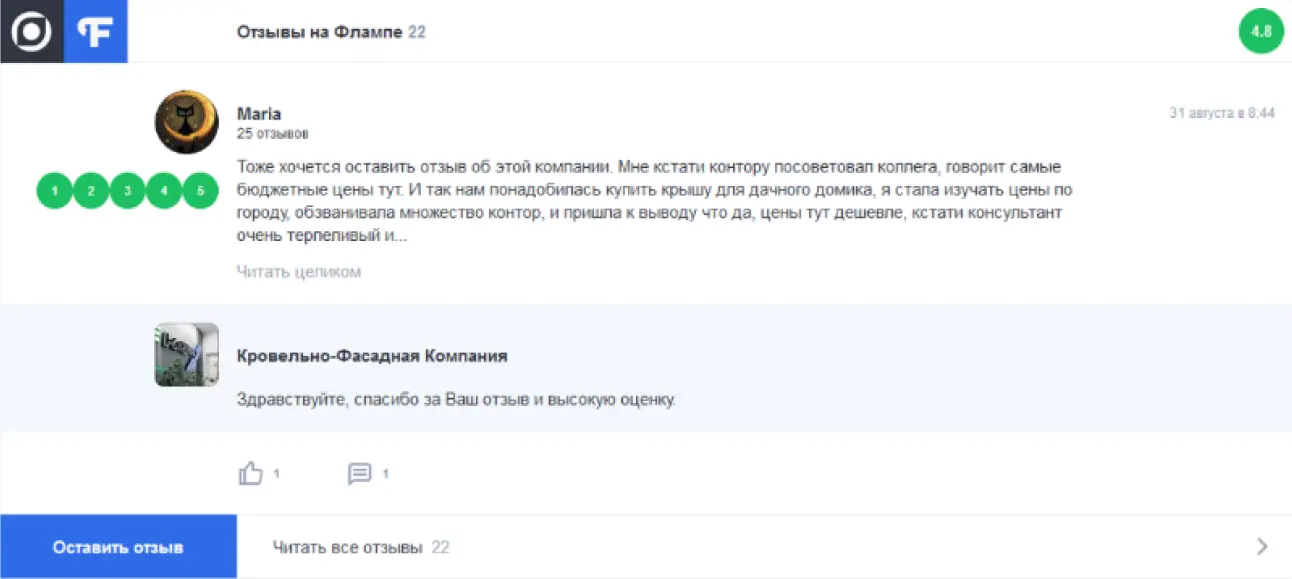 Отзывы на Флампе 22
4.8
Maria
31 августа в 8:44
25 отзывов
1 2 3 4 5
Тоже хочется оставить отзыв об этой компании. Мне кстати контору посоветовал коллега, говорит самые
бюджетные цены тут. И так нам понадобилась купить крышу для дачного домика, я стала изучать цены по
городу, обзванивала множество контор, и пришла к выводу что да, цены тут дешевле, кстати консультант
очень терпеливый и...
Читать целиком
Кровельно-Фасадная Компания
Здравствуйте, спасибо за Ваш отзыв и высокую оценку.
1 1
Оставить отзыв
Читать все отзывы 22